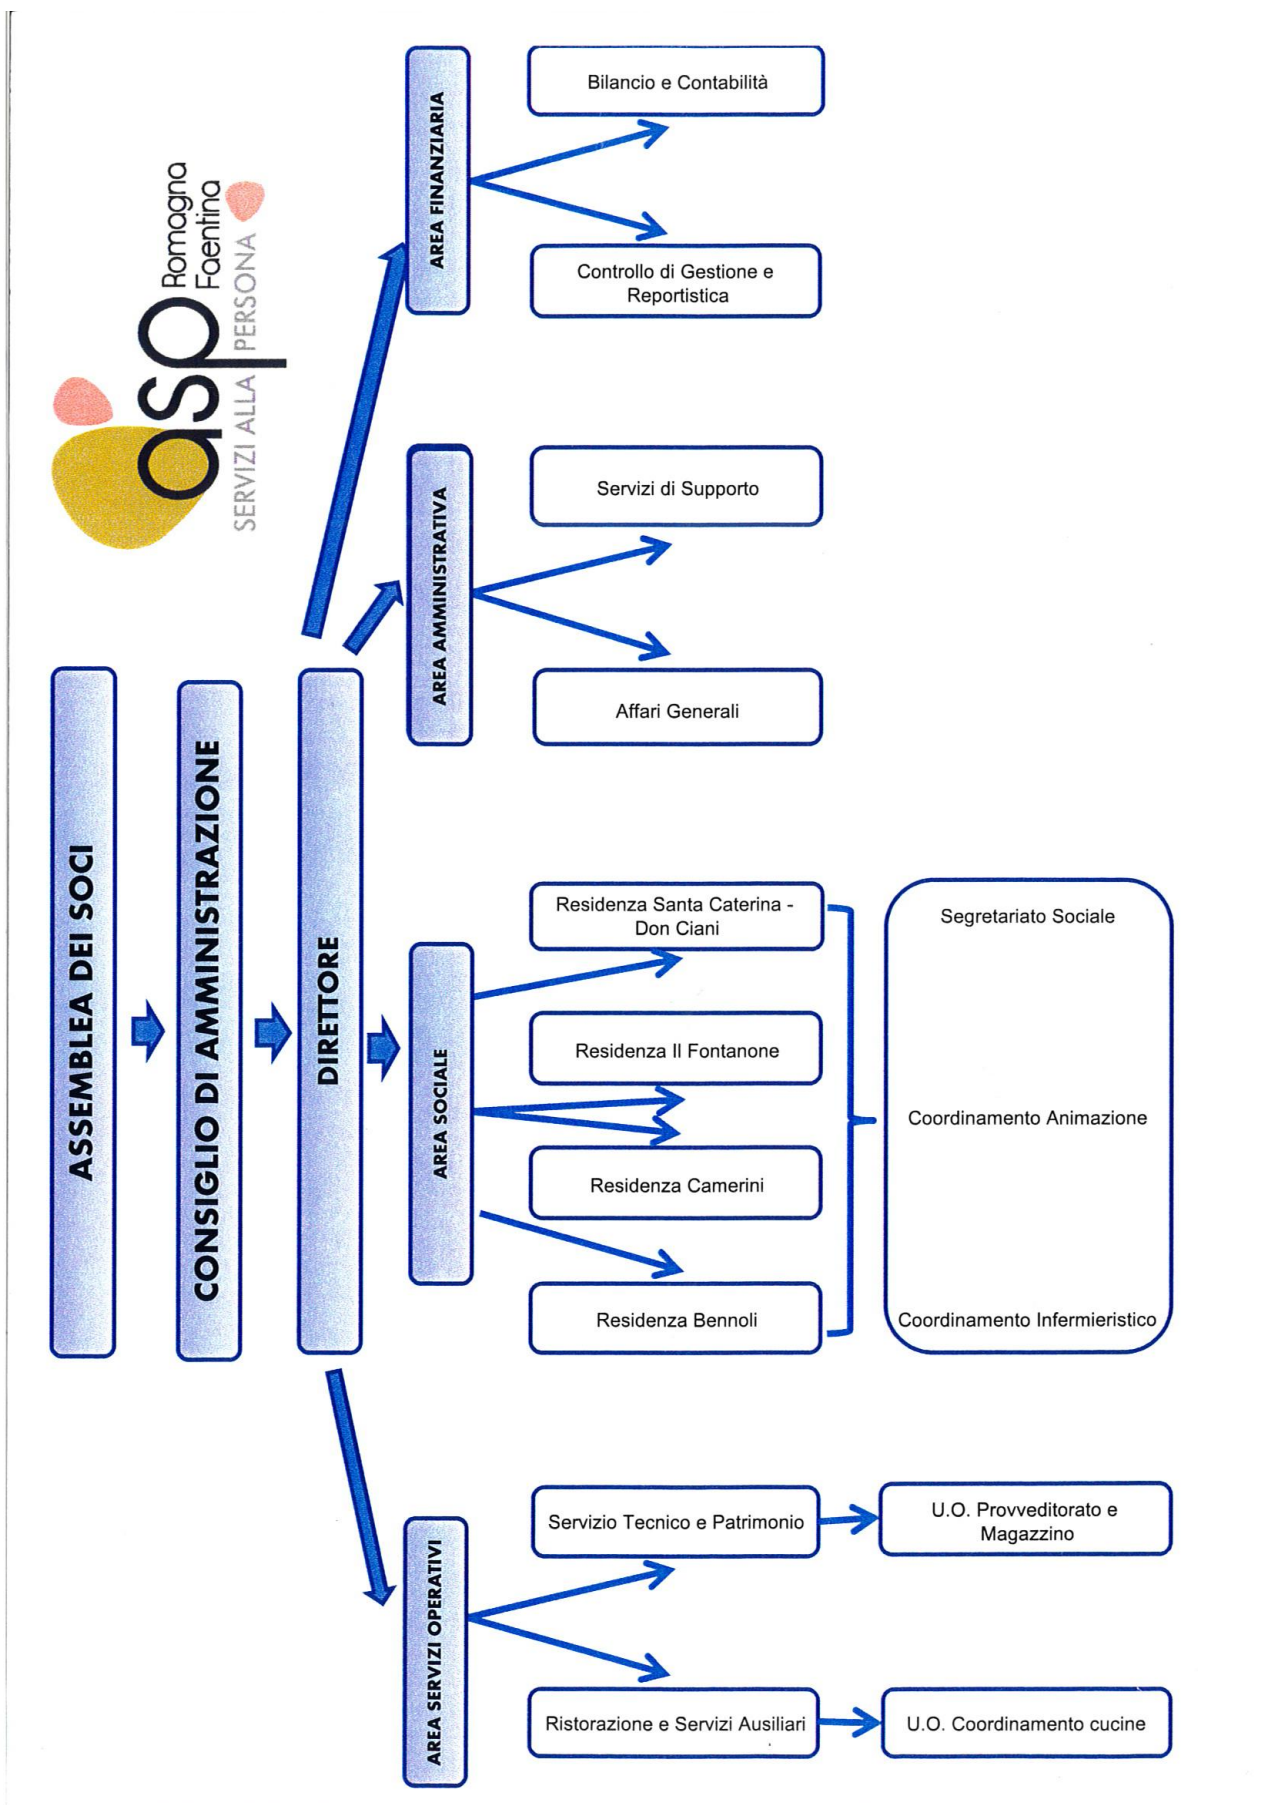 asp
Romagna
Faentina
SERVIZI ALLA PERSONA
ASSEMBLEA DEI SOCI
CONSIGLIO DI AMMINISTRAZIONE
DIRETTORE
AREA SERVIZI OPERATIVI
AREA SOCIALE
AREA AMMINISTRATIVA
AREA FINANZIARIA
Ristorazione e Servizi Ausiliari
Servizio Tecnico e Patrimonio
Residenza Bennoli
Residenza Camerini
Residenza Il Fontanone
Residenza Santa Caterina -
Don Ciani
Affari Generali
Servizi di Supporto
Controllo di Gestione e
Reportistica
Bilancio e Contabilità
U.O. Coordinamento cucine
U.O. Provveditorato e
Magazzino
Coordinamento Infermieristico
Coordinamento Animazione
Segretariato Sociale